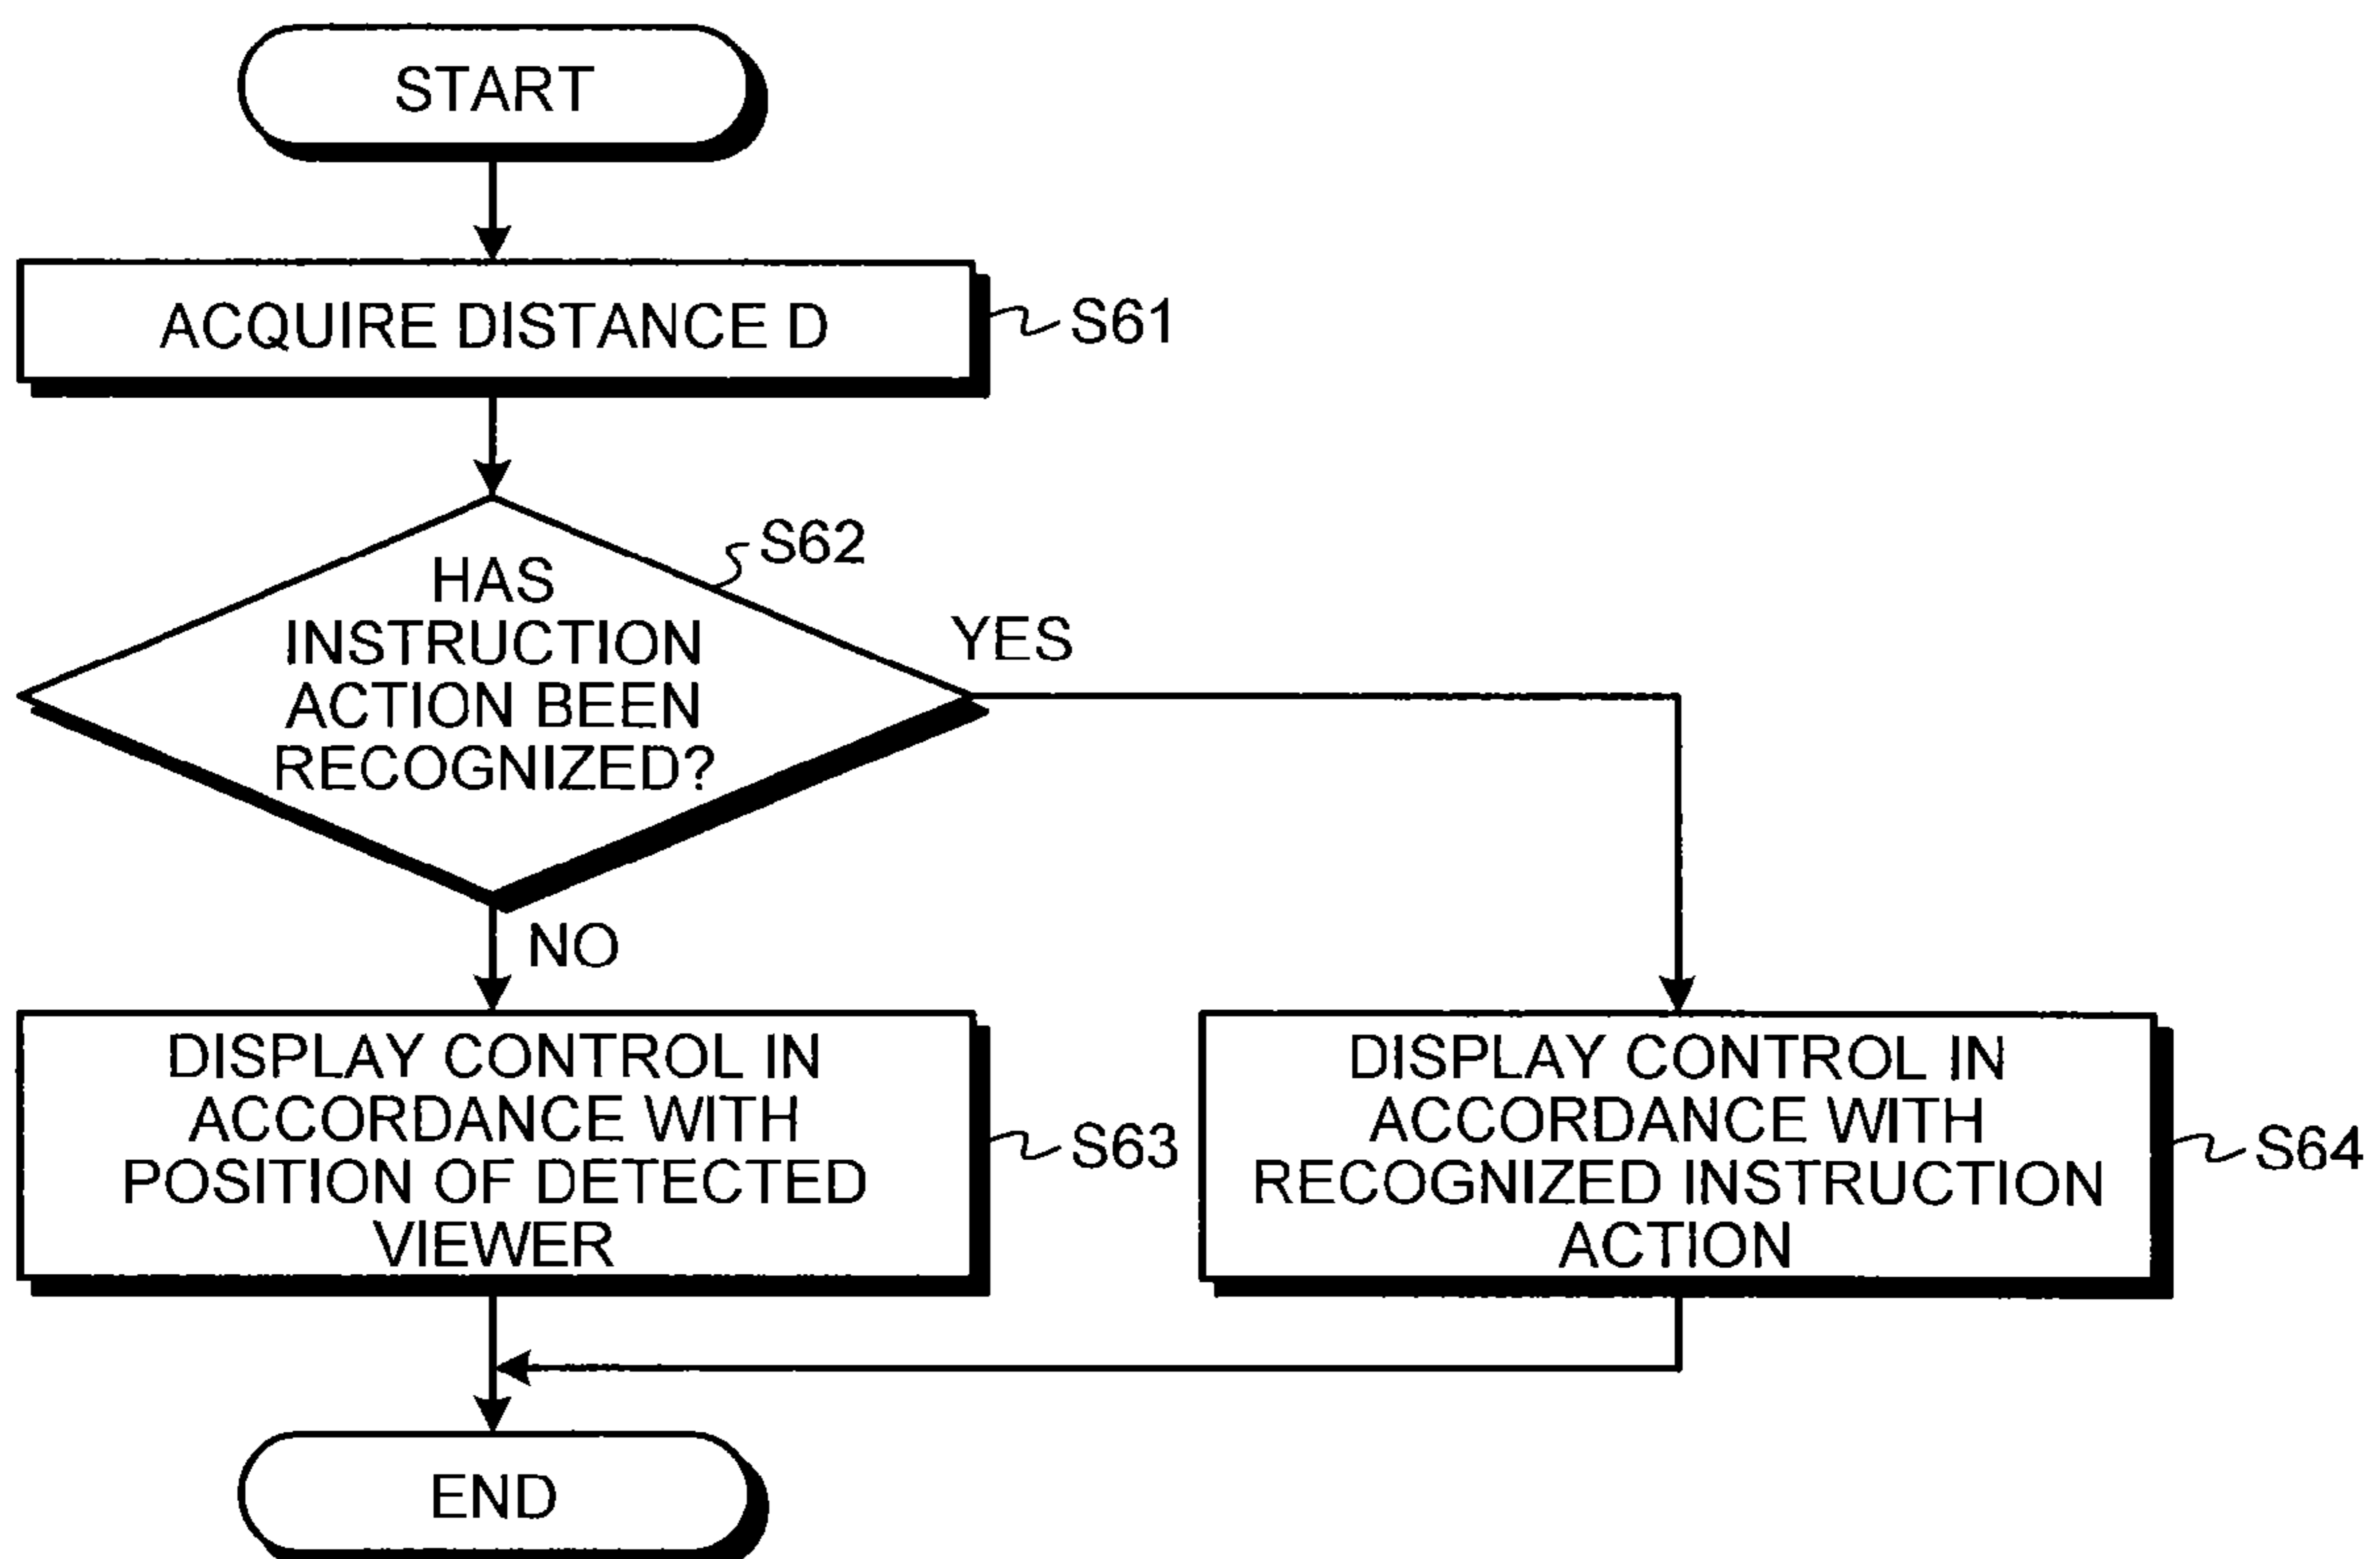 START
ACQUIRE DISTANCE D
S61
S62
HAS
INSTRUCTION
ACTION BEEN
RECOGNIZED?
YES
NO
DISPLAY CONTROL IN
ACCORDANCE WITH
POSITION OF DETECTED
VIEWER
S63
DISPLAY CONTROL IN
ACCORDANCE WITH
RECOGNIZED INSTRUCTION
ACTION
S64
END